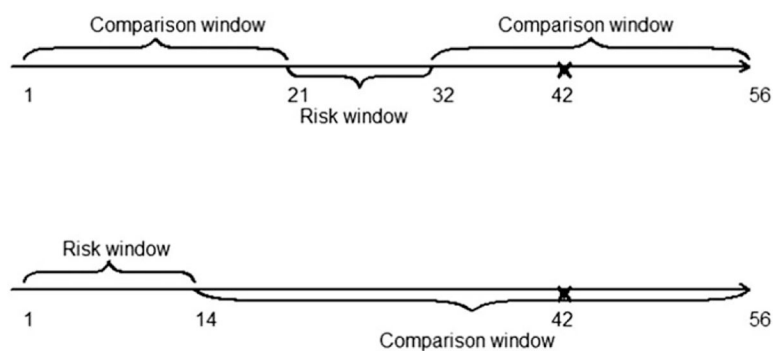 Comparison window Comparison window
1 21 32 42 56
Risk window
Risk window
1 14 42 56
Comparison window